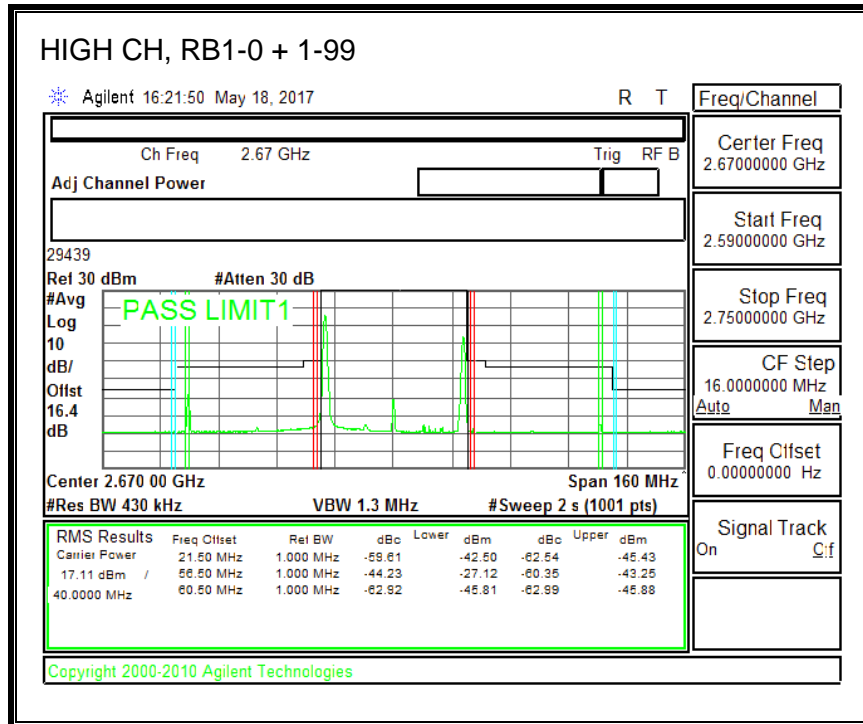 HIGH CH, RB1-0 + 1-99
Agilent 16:21:50 May 18, 2017 R T
Ch Freq 2.67 GHz Trig RF B
Adj Channel Power
29439
Ref 30 dBm #Atten 30 dB
#Avg
Log
10
dB/
Offst
16.4
dB
PASS LIMIT1
Center 2.670 00 GHz Span 160 MHz
#Res BW 430 kHz VBW 1.3 MHz #Sweep 2 s (1001 pts)
RMS Results Freq Offset Ref BW dBc Lower dBm dBc Upper dBm
Carrier Power 21.50 MHz 1.000 MHz -59.61 -42.50 -62.54 -45.43
17.11 dBm / 56.50 MHz 1.000 MHz -44.23 -27.12 -60.35 -43.25
40.0000 MHz 60.50 MHz 1.000 MHz -62.92 -45.81 -62.99 -45.88
Copyright 2000-2010 Agilent Technologies
Freq/Channel
Center Freq
2.67000000 GHz
Start Freq
2.59000000 GHz
Stop Freq
2.75000000 GHz
CF Step
16.0000000 MHz
Auto Man
Freq Offset
0.00000000 Hz
Signal Track
On Off